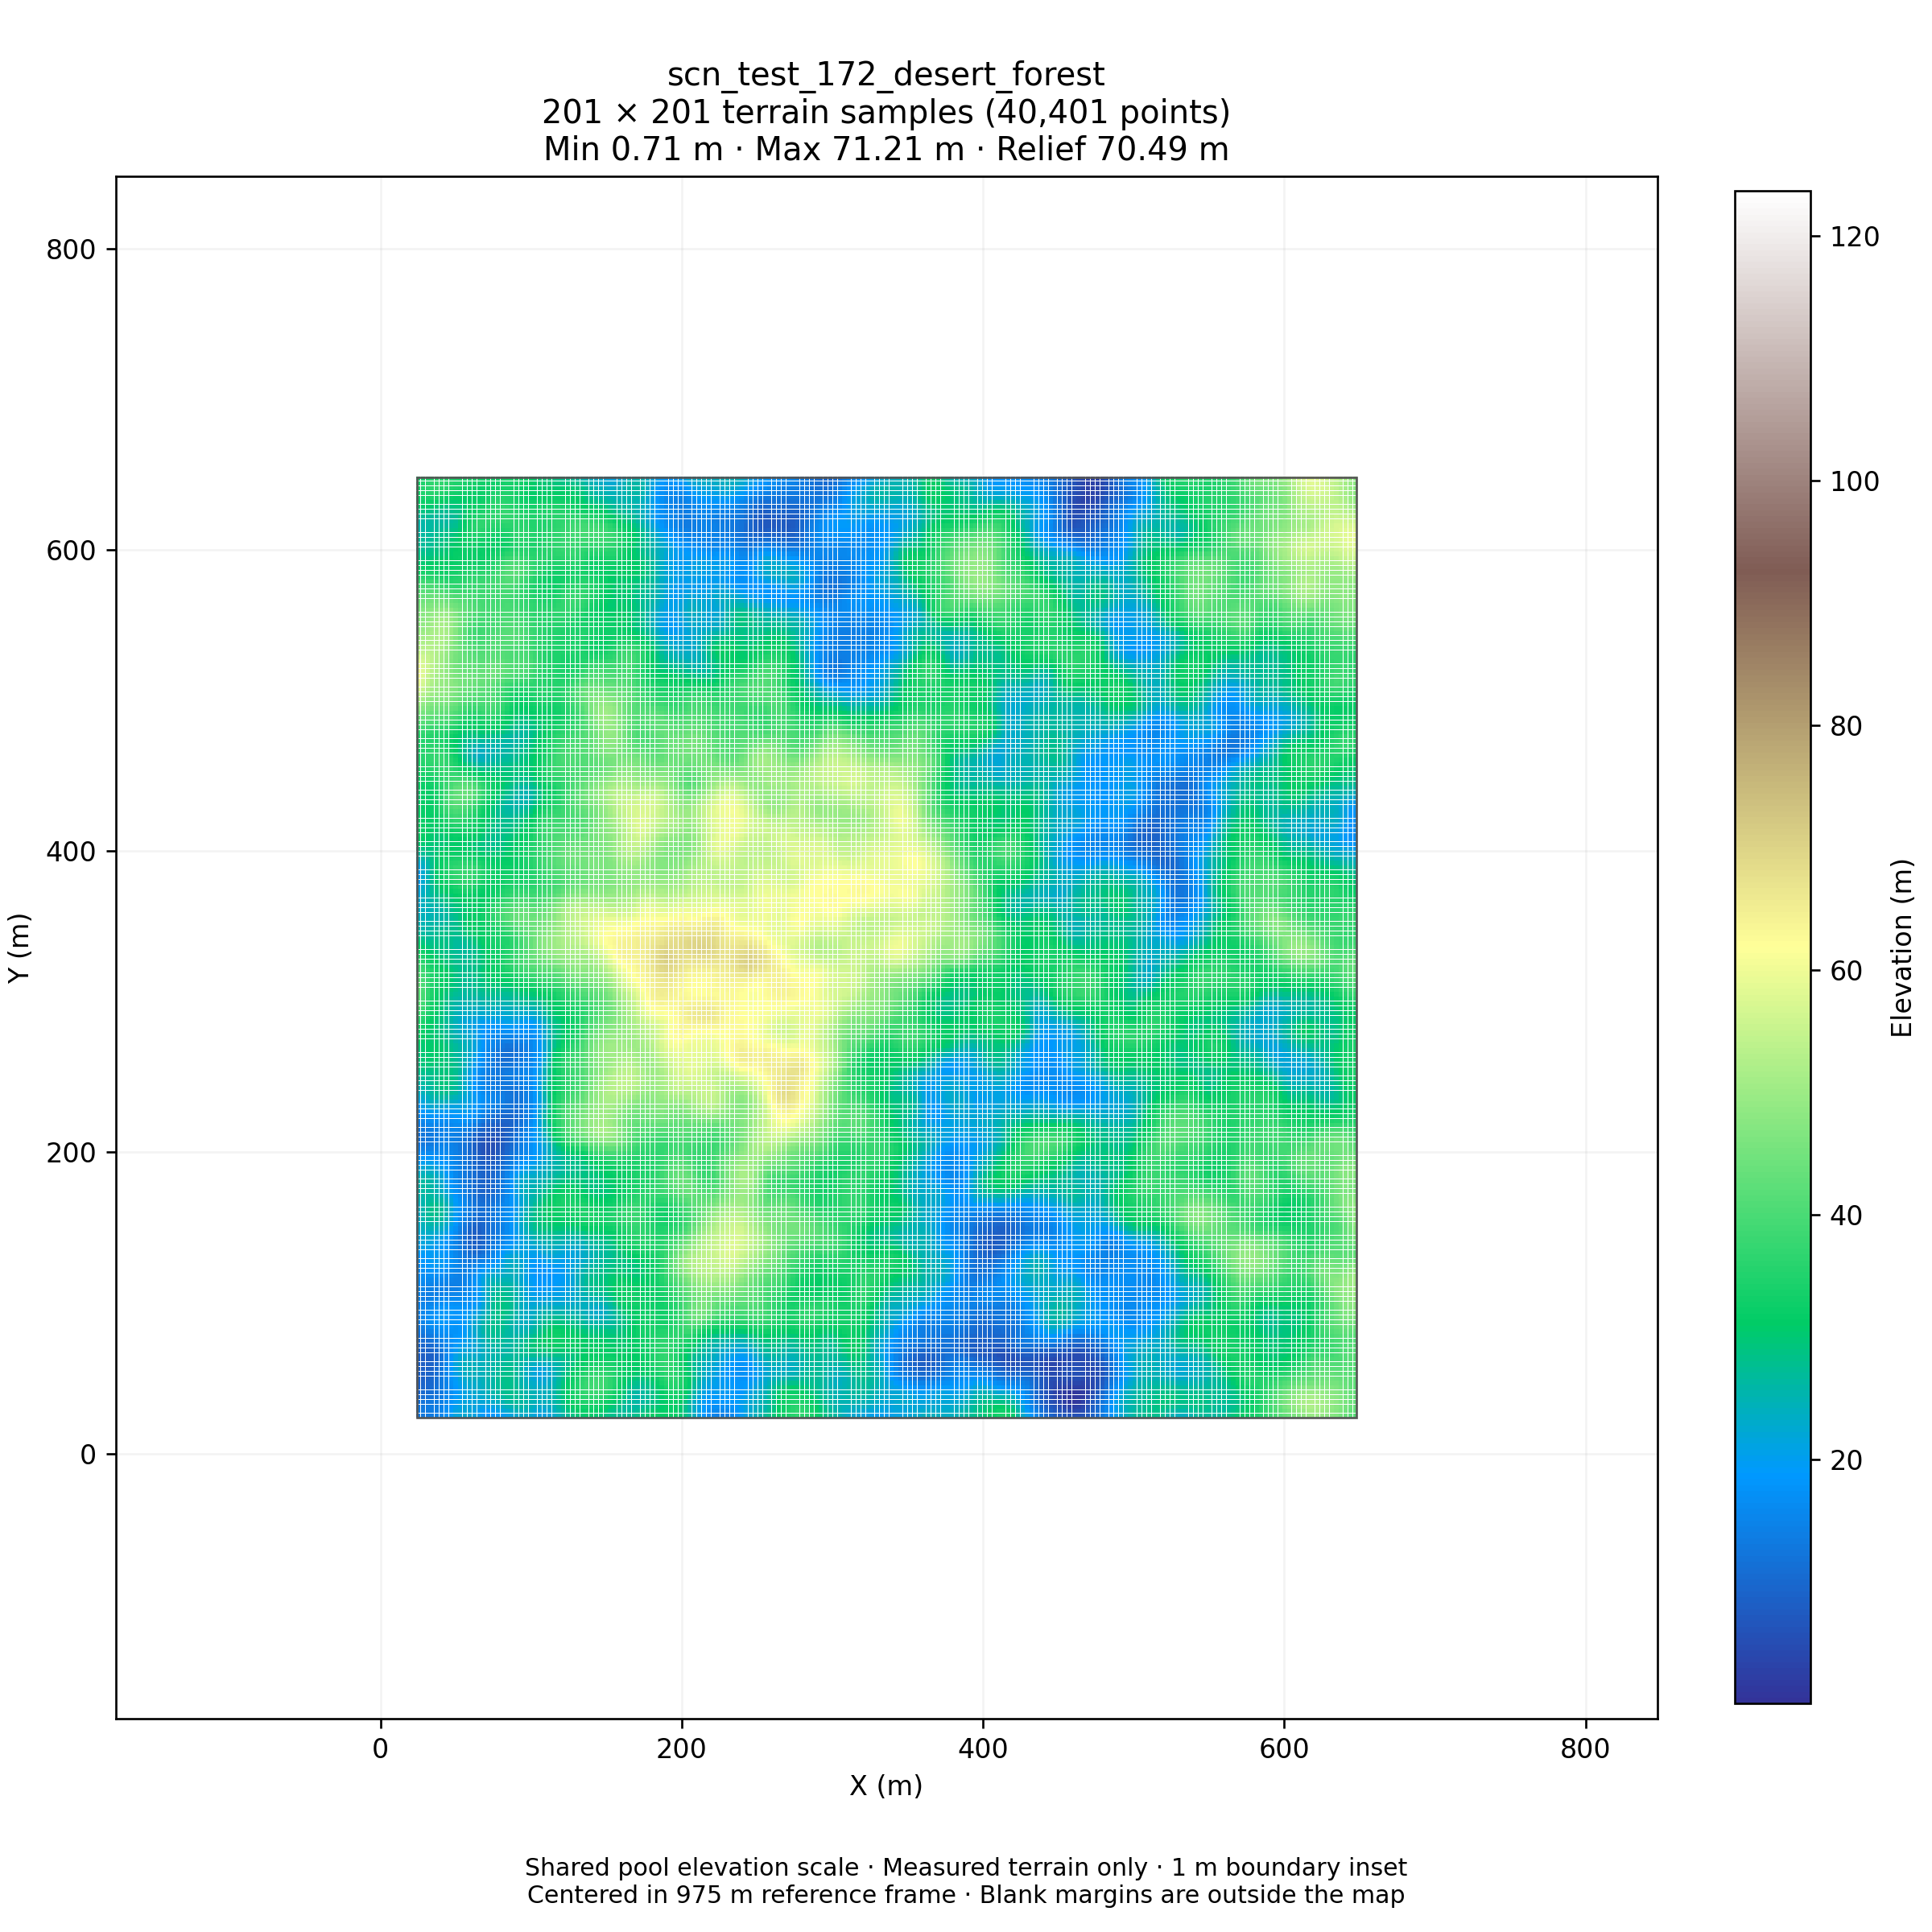 scn_test_172_desert_forest
201 × 201 terrain samples (40,401 points)
Min 0.71 m · Max 71.21 m · Relief 70.49 m
800
600
400
200
0
Y (m)
0
200
400
600
800
X (m)
120
100
80
60
40
20
Elevation (m)
Shared pool elevation scale · Measured terrain only · 1 m boundary inset
Centered in 975 m reference frame · Blank margins are outside the map